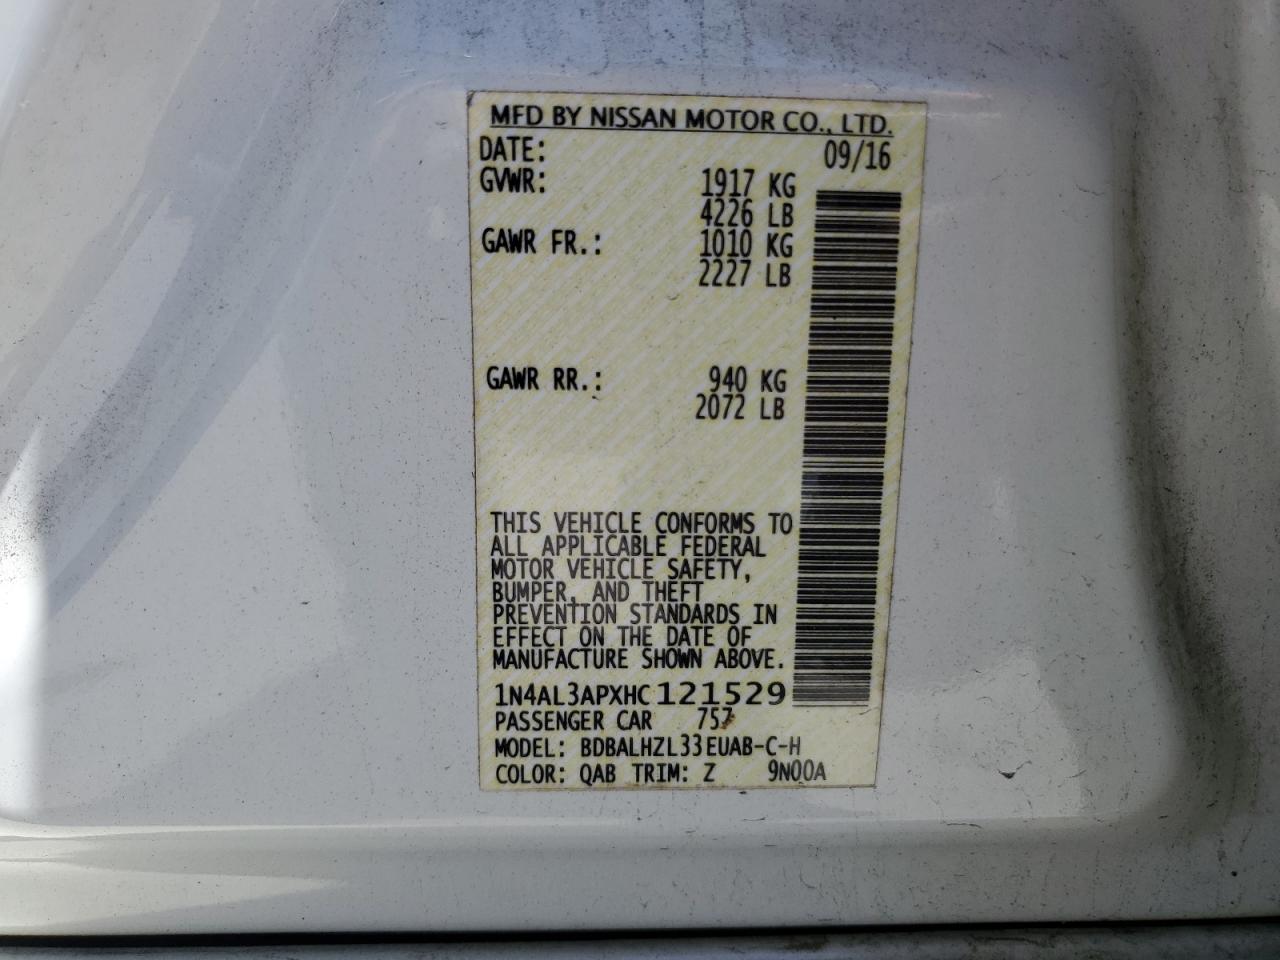 MFD BY NISSAN MOTOR CO., LTD.
DATE: 09/16
GVWR: 1917 KG
4226 LB
GAWR FR.: 1010 KG
2227 LB
GAWR RR.: 940 KG
2072 LB
THIS VEHICLE CONFORMS TO
ALL APPLICABLE FEDERAL
MOTOR VEHICLE SAFETY,
BUMPER, AND THEFT
PREVENTION STANDARDS IN
EFFECT ON THE DATE OF
MANUFACTURE SHOWN ABOVE.
1N4AL3APXHC121529
PASSENGER CAR 757
MODEL: BDBALHZL33EUAB-C-H
COLOR: QAB TRIM: Z 9N00A